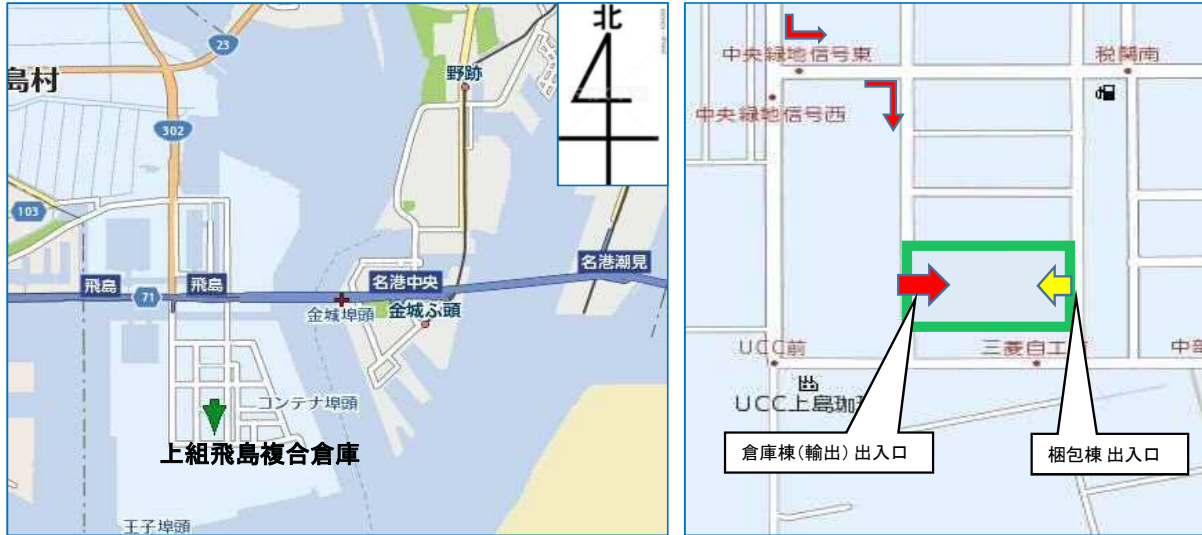 北
23
島村
野跡
302
103
飛島
71
飛島
名港中央
名港潮見
金城埠頭
金城ふ頭
コンテナ埠頭
上組飛島複合倉庫
王子埠頭
中央緑地信号東
税関南
中央緑地信号西
UCC前
三菱自工
中部
UCC上島珈
倉庫棟(輸出) 出入口
梱包棟 出入口